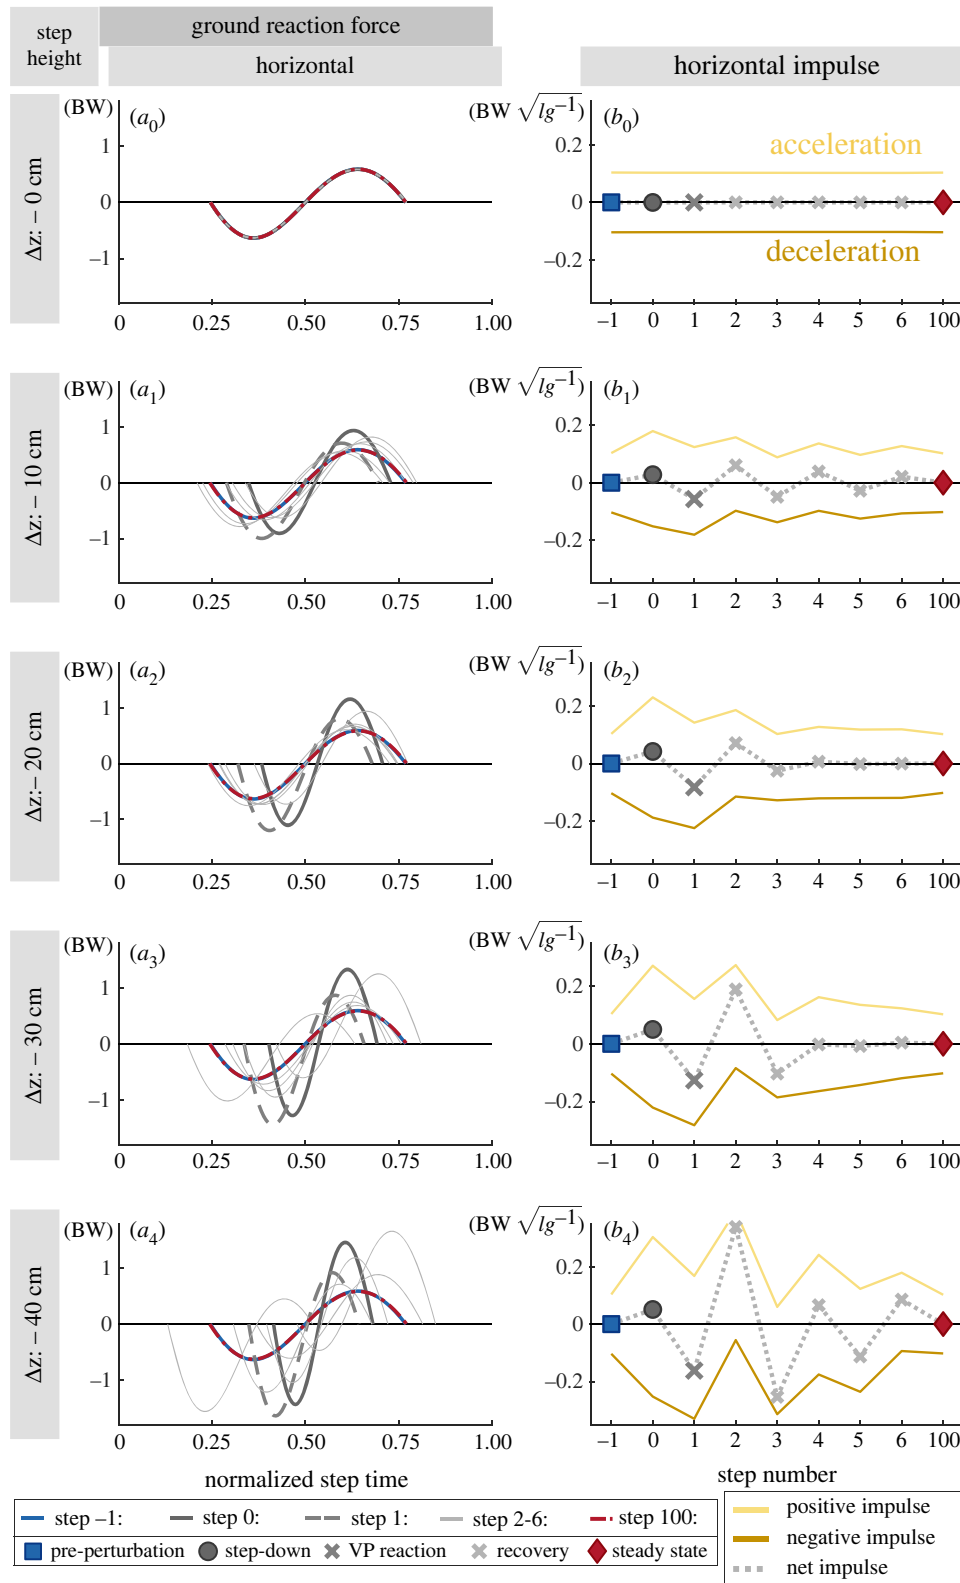 step height
ground reaction force
horizontal
horizontal impulse
Δz: – 0 cm
(BW)
(a0)
1
0
–1
0 0.25 0.50 0.75 1.00
(BW √lg⁻¹)
(b0)
0.2
0
–0.2
acceleration
deceleration
–1 0 1 2 3 4 5 6 100
Δz: – 10 cm
(BW)
(a1)
1
0
–1
0 0.25 0.50 0.75 1.00
(BW √lg⁻¹)
(b1)
0.2
0
–0.2
–1 0 1 2 3 4 5 6 100
Δz:– 20 cm
(BW)
(a2)
1
0
–1
0 0.25 0.50 0.75 1.00
(BW √lg⁻¹)
(b2)
0.2
0
–0.2
–1 0 1 2 3 4 5 6 100
Δz: – 30 cm
(BW)
(a3)
1
0
–1
0 0.25 0.50 0.75 1.00
(BW √lg⁻¹)
(b3)
0.2
0
–0.2
–1 0 1 2 3 4 5 6 100
Δz: – 40 cm
(BW)
(a4)
1
0
–1
0 0.25 0.50 0.75 1.00
(BW √lg⁻¹)
(b4)
0.2
0
–0.2
–1 0 1 2 3 4 5 6 100
normalized step time
step number
step –1: step 0: step 1: step 2-6: step 100:
pre-perturbation step-down VP reaction recovery steady state
positive impulse
negative impulse
net impulse